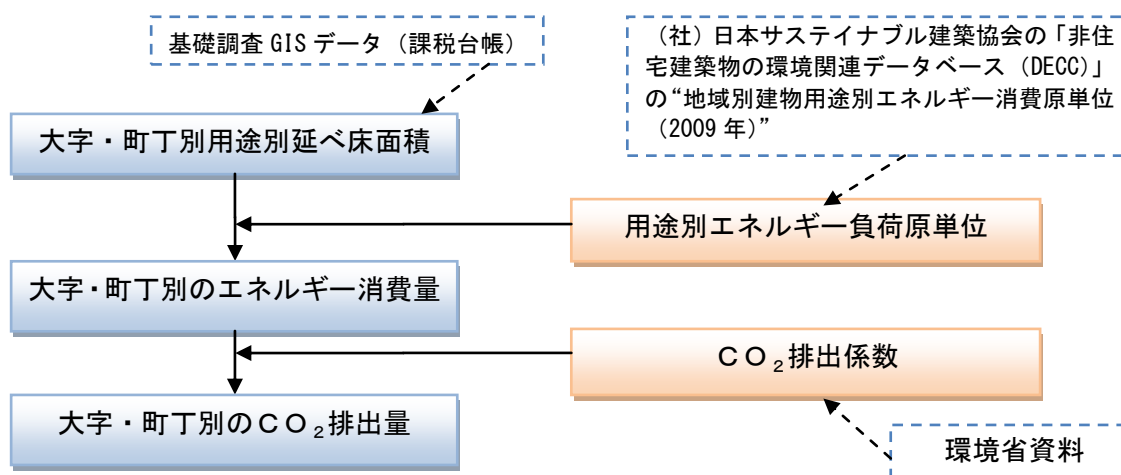 基礎調査 GIS データ（課税台帳）
（社）日本サステイナブル建築協会の「非住
宅建築物の環境関連データベース（DECC）」
の“地域別建物用途別エネルギー消費原単位
（2009 年）”
大字・町丁別用途別延べ床面積
用途別エネルギー負荷原単位
大字・町丁別のエネルギー消費量
ＣＯ₂排出係数
大字・町丁別のＣＯ₂排出量
環境省資料